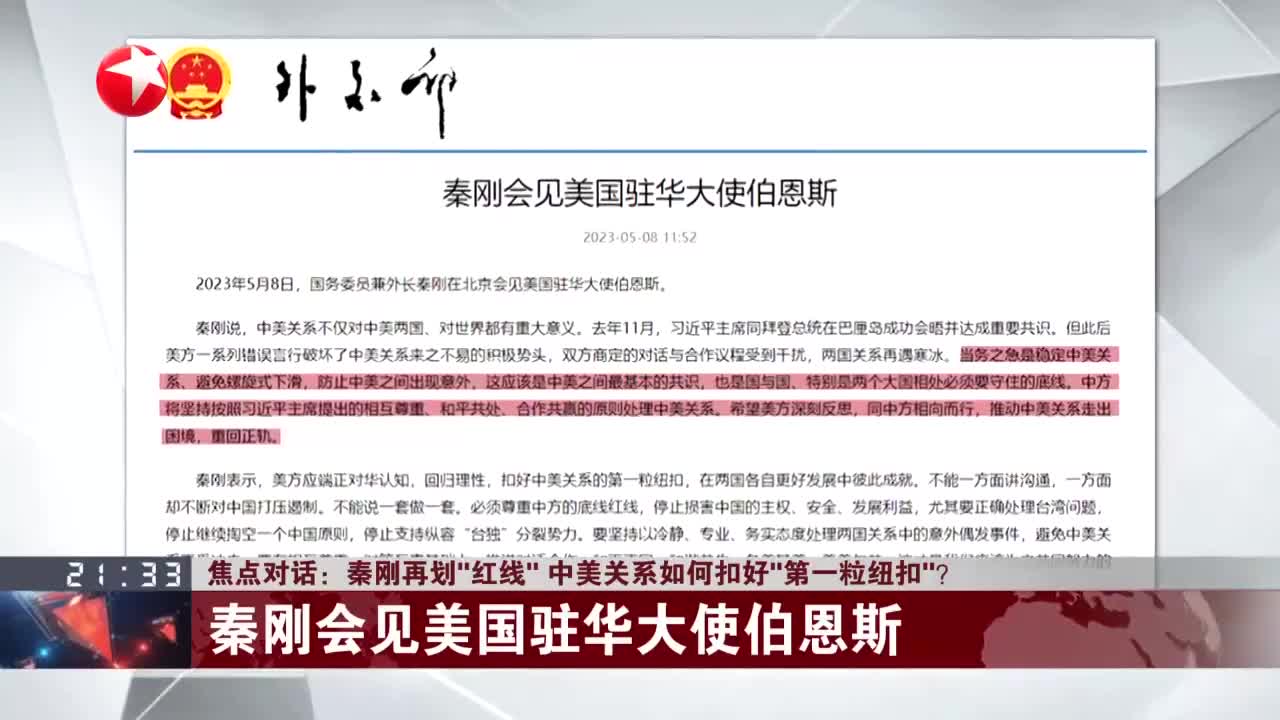 外交部
秦刚会见美国驻华大使伯恩斯
2023-05-08 11:52
2023年5月8日，国务委员兼外长秦刚在北京会见美国驻华大使伯恩斯。
秦刚说，中美关系不仅对中美两国、对世界都有重大意义。去年11月，习近平主席同拜登总统在巴厘岛成功会晤并达成重要共识。但此后
美方一系列错误言行破坏了中美关系来之不易的积极势头，双方商定的对话与合作议程受到干扰，两国关系再遇寒冰。当务之急是稳定中美关
系、避免螺旋式下滑，防止中美之间出现意外，这应该是中美之间最基本的共识，也是国与国、特别是两个大国相处必须要守住的底线。中方
将坚持按照习近平主席提出的相互尊重、和平共处、合作共赢的原则处理中美关系。希望美方深刻反思，同中方相向而行，推动中美关系走出
困境，重回正轨。
秦刚表示，美方应端正对华认知，回归理性，扣好中美关系的第一粒纽扣，在两国各自更好发展中彼此成就。不能一方面讲沟通，一方面
却不断对中国打压遏制。不能说一套做一套。必须尊重中方的底线红线，停止损害中国的主权、安全、发展利益，尤其要正确处理台湾问题，
停止继续掏空一个中国原则，停止支持纵容“台独”分裂势力。要坚持以冷静、专业、务实态度处理两国关系中的意外偶发事件，避免中美关
21:33 焦点对话：秦刚再划"红线" 中美关系如何扣好"第一粒纽扣"?
秦刚会见美国驻华大使伯恩斯